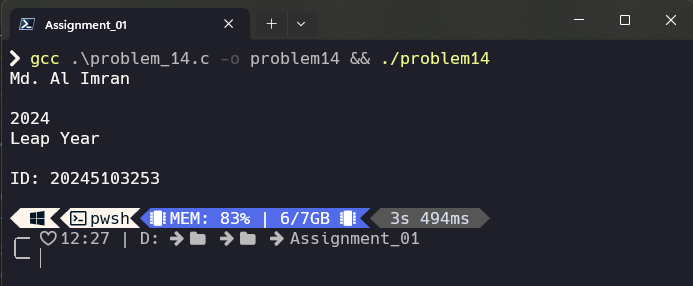 Assignment_01
gcc .\problem_14.c -o problem14 && ./problem14
Md. Al Imran
2024
Leap Year
ID: 20245103253
pwsh MEM: 83% | 6/7GB 3s 494ms
12:27 | D: Assignment_01